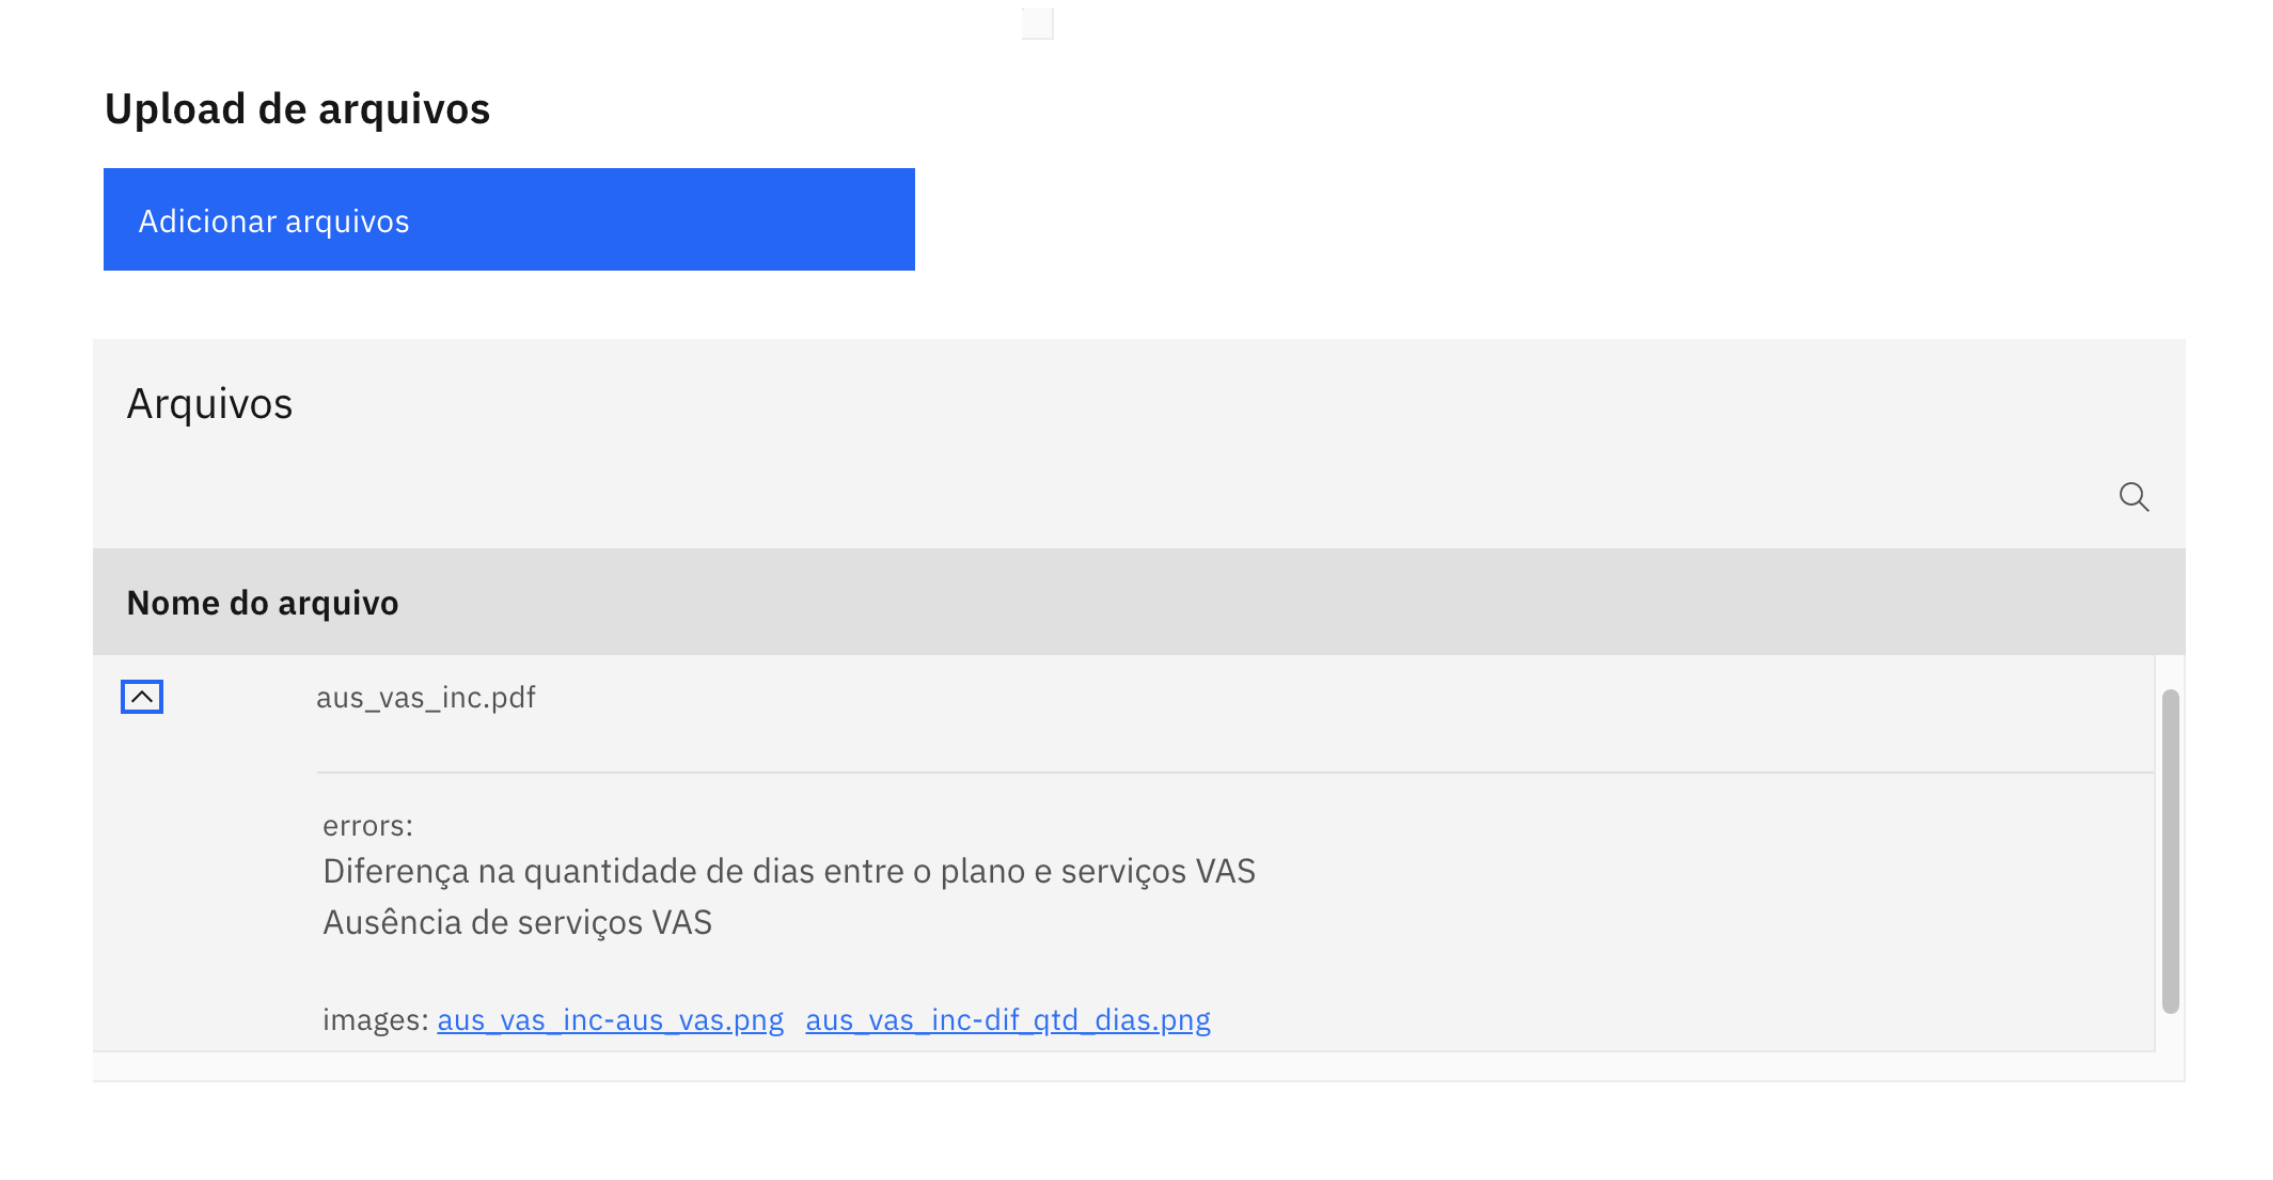 Upload de arquivos
Adicionar arquivos
Arquivos
Nome do arquivo
aus_vas_inc.pdf
errors:
Diferença na quantidade de dias entre o plano e serviços VAS
Ausência de serviços VAS
images: aus_vas_inc-aus_vas.png aus_vas_inc-dif_qtd_dias.png